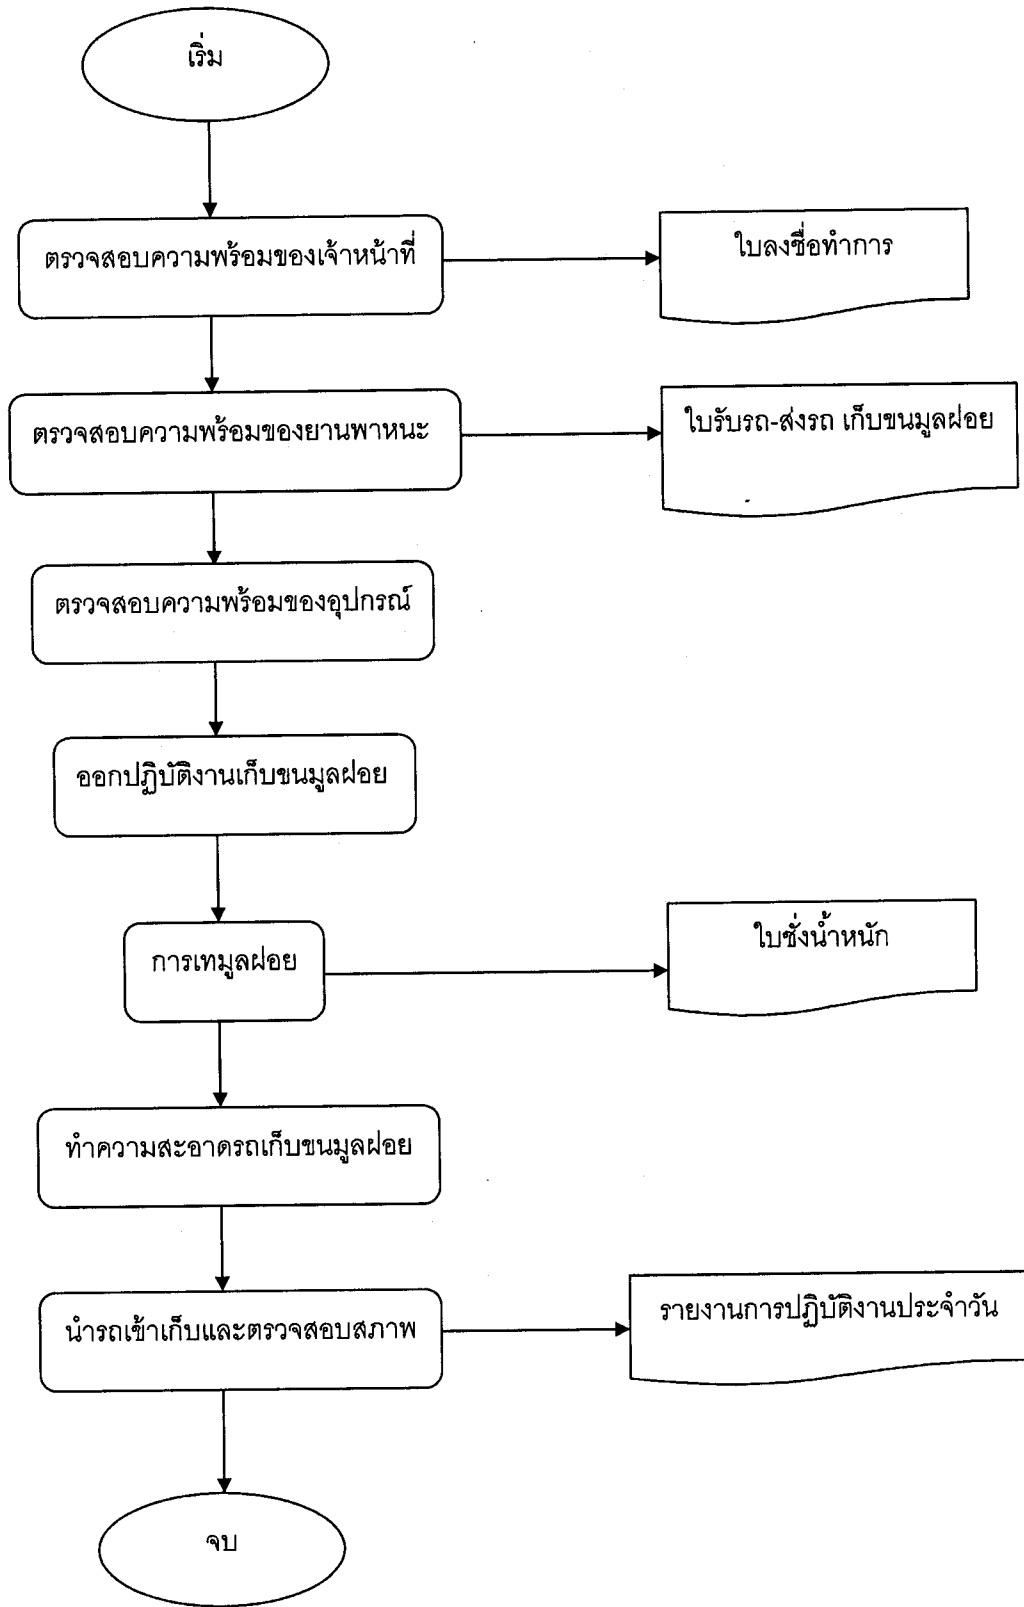 เริ่ม
ตรวจสอบความพร้อมของเจ้าหน้าที่
ใบลงชื่อทำการ
ตรวจสอบความพร้อมของยานพาหนะ
ใบรับรถ-ส่งรถ เก็บขนมูลฝอย
ตรวจสอบความพร้อมของอุปกรณ์
ออกปฏิบัติงานเก็บขนมูลฝอย
การเทมูลฝอย
ใบชั่งน้ำหนัก
ทำความสะอาดรถเก็บขนมูลฝอย
นำรถเข้าเก็บและตรวจสอบสภาพ
รายงานการปฏิบัติงานประจำวัน
จบ